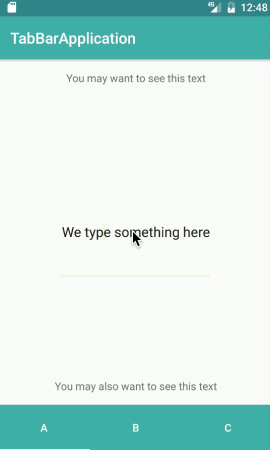 4G 12:48
TabBarApplication
You may want to see this text
We type something here
You may also want to see this text
A B C